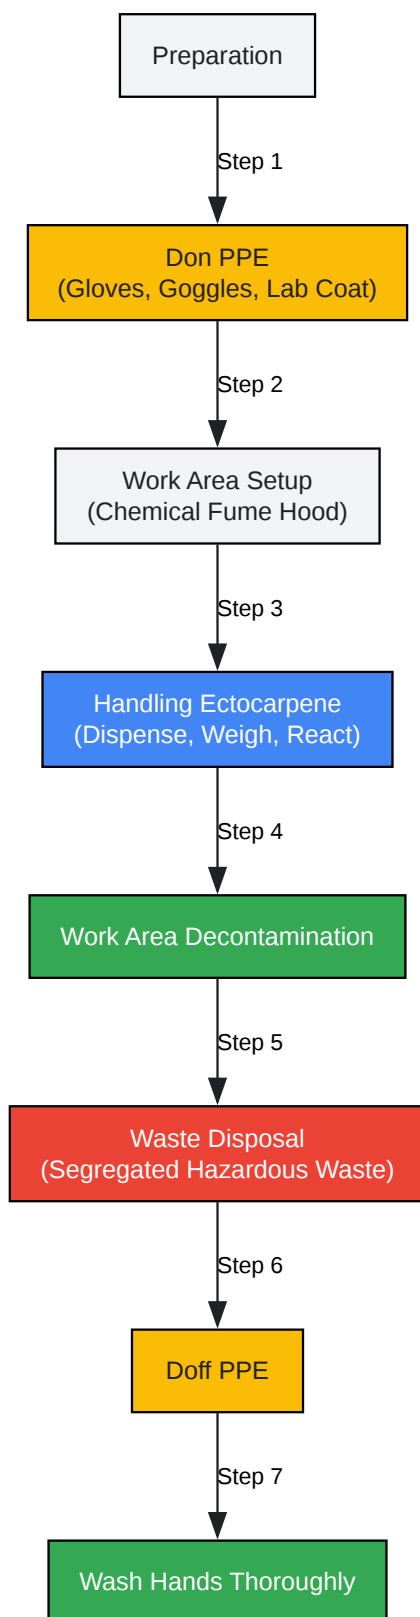 Preparation
Step 1
Don PPE
(Gloves, Goggles, Lab Coat)
Step 2
Work Area Setup
(Chemical Fume Hood)
Step 3
Handling Ectocarpene
(Dispense, Weigh, React)
Step 4
Work Area Decontamination
Step 5
Waste Disposal
(Segregated Hazardous Waste)
Step 6
Doff PPE
Step 7
Wash Hands Thoroughly